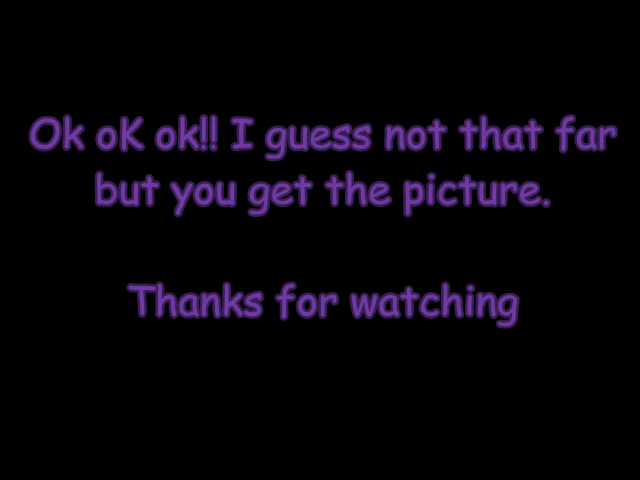 Ok oK ok!! I guess not that far
but you get the picture.
Thanks for watching